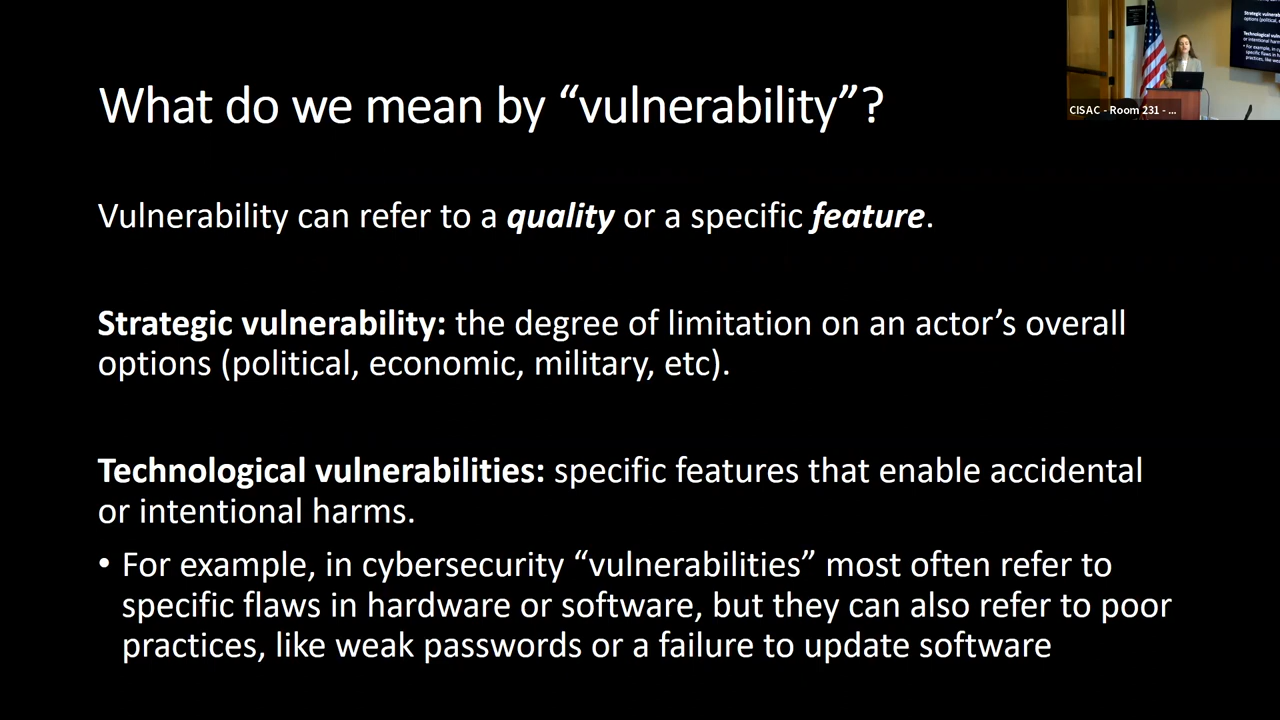 What do we mean by “vulnerability”?
Vulnerability can refer to a quality or a specific feature.
Strategic vulnerability: the degree of limitation on an actor’s overall
options (political, economic, military, etc).
Technological vulnerabilities: specific features that enable accidental
or intentional harms.
• For example, in cybersecurity “vulnerabilities” most often refer to
specific flaws in hardware or software, but they can also refer to poor
practices, like weak passwords or a failure to update software
CISAC - Room 231 - ...